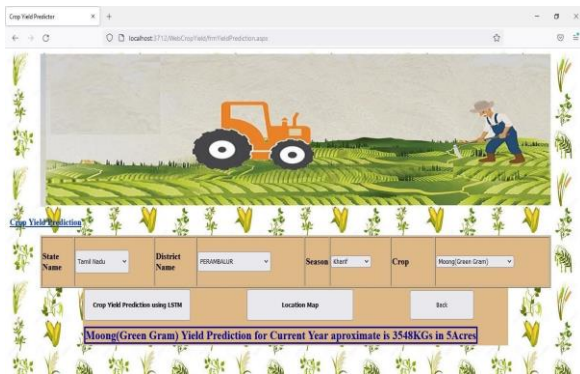 Crop Yield Predictor × +
localhost:3712/WebCropYield/frmYieldPrediction.aspx
Crop Yield Prediction
State Name Tamil Nadu District Name PERAMBALUR Season Kharif Crop Moong(Green Gram)
Crop Yield Prediction using LSTM Location Map Back
Moong(Green Gram) Yield Prediction for Current Year aproximate is 3548KGs in 5Acres